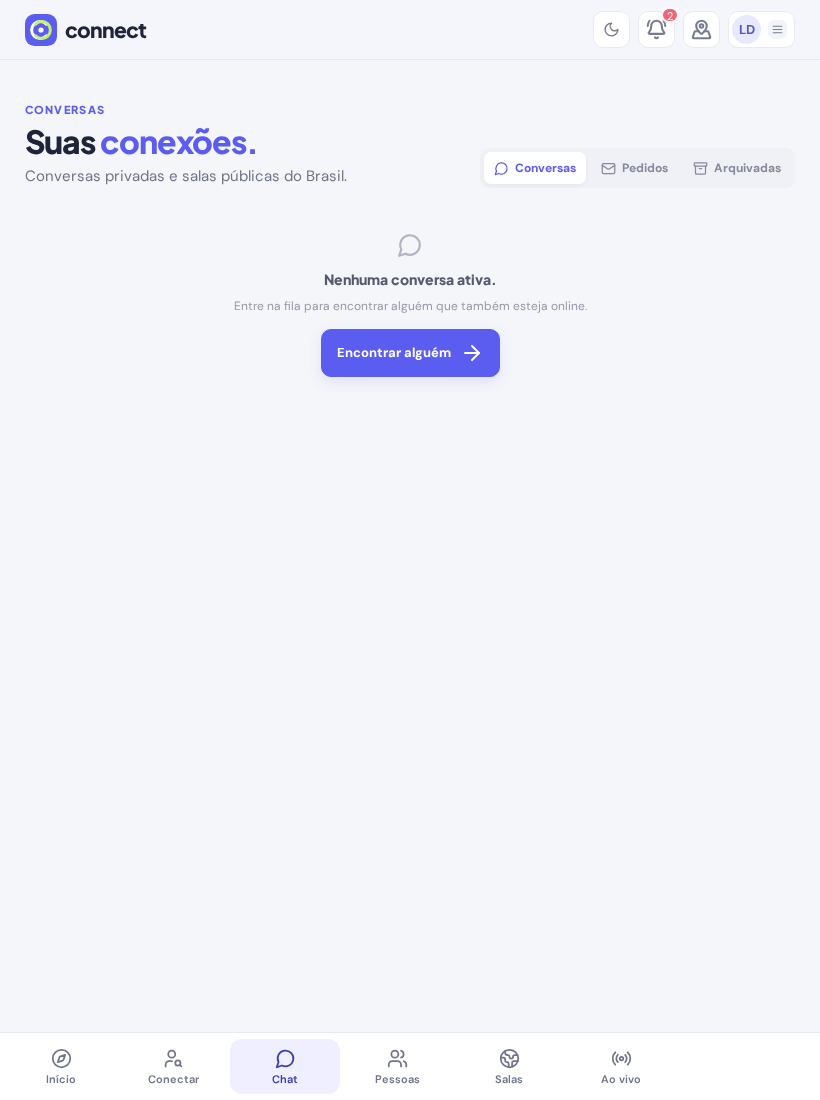 connect
2
LD
CONVERSAS
Suas conexões.
Conversas privadas e salas públicas do Brasil.
Conversas
Pedidos
Arquivadas
Nenhuma conversa ativa.
Entre na fila para encontrar alguém que também esteja online.
Encontrar alguém
Início
Conectar
Chat
Pessoas
Salas
Ao vivo